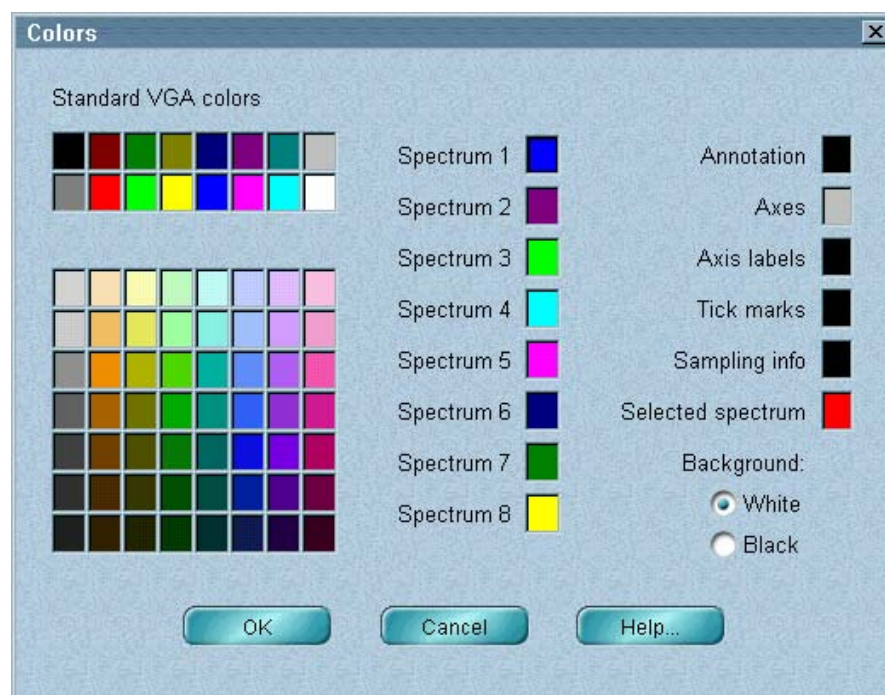 Colors
Standard VGA colors
Spectrum 1
Spectrum 2
Spectrum 3
Spectrum 4
Spectrum 5
Spectrum 6
Spectrum 7
Spectrum 8
Annotation
Axes
Axis labels
Tick marks
Sampling info
Selected spectrum
Background:
White
Black
OK
Cancel
Help...